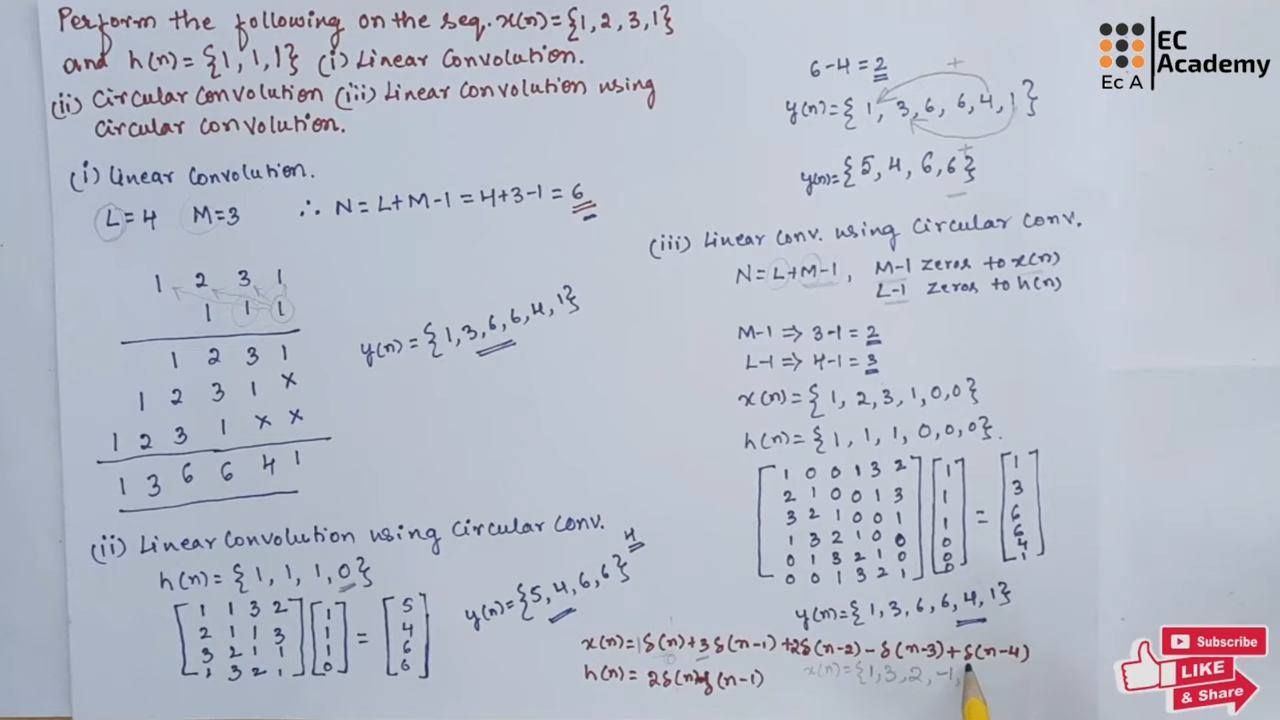 Perform the following on the seq. x(n)={1,2,3,1}
and h(n)={1,1,1} (i) Linear Convolution.
(ii) Circular Convolution (iii) Linear Convolution using
Circular Convolution.
(i) Linear Convolution.
L=4 M=3 ∴ N=L+M-1=4+3-1=6
1 2 3 1
1 1 1
1 2 3 1
1 2 3 1 x
1 2 3 1 x x
1 3 6 6 4 1
y(n)={1,3,6,6,4,1}
(ii) Linear Convolution using Circular Conv.
h(n)={1,1,1,0}
[1 1 3 2] [1] [5]
[2 1 1 3] [1] = [4]
[3 2 1 1] [1] [6]
[1 3 2 1] [0] [6]
y(n)={5,4,6,6} 4
6-4=2
+
y(n)={1,3,6,6,4,1}
+
y(n)={5,4,6,6}
(iii) Linear Conv. using Circular Conv.
N=L+M-1, M-1 zeros to x(n)
L-1 zeros to h(n)
M-1 ⇒ 3-1=2
L-1 ⇒ 4-1=3
x(n)={1,2,3,1,0,0}
h(n)={1,1,1,0,0,0}.
[1 0 0 1 3 2] [1] [1]
[2 1 0 0 1 3] [1] [3]
[3 2 1 0 0 1] [1] = [6]
[1 3 2 1 0 0] [0] [6]
[0 1 3 2 1 0] [0] [4]
[0 0 1 3 2 1] [0] [1]
y(n)={1,3,6,6,4,1}
x(n)=1δ(n)+3δ(n-1)+2δ(n-2)-δ(n-3)+δ(n-4)
h(n)=2δ(n)-δ(n-1) x(n)={1,3,2,-1,
EC
Academy
Ec A
Subscribe
LIKE
& Share